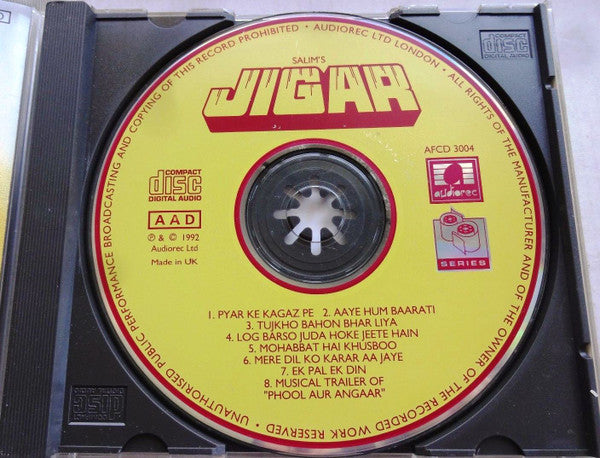 UNAUTHORISED PUBLIC PERFORMANCE BROADCASTING AND COPYING OF THIS RECORD PROHIBITED • AUDIOREC LTD LONDON • ALL RIGHTS OF THE MANUFACTURER AND OF THE OWNER OF THE RECORDED WORK RESERVED •
SALIM'S
JIGAR
AFCD 3004
audiorec
SERIES
COMPACT
disc
DIGITAL AUDIO
AAD
℗ & © 1992
Audiorec Ltd
Made in UK
1. PYAR KE KAGAZ PE 2. AAYE HUM BAARATI
3. TUJKHO BAHON BHAR LIYA
4. LOG BARSO JUDA HOKE JEETE HAIN
5. MOHABBAT HAI KHUSBOO
6. MERE DIL KO KARAR AA JAYE
7. EK PAL EK DIN
8. MUSICAL TRAILER OF
"PHOOL AUR ANGAAR"
COMPACT
disc
DIGITAL AUDIO
COMPACT
disc
DIGITAL AUDIO